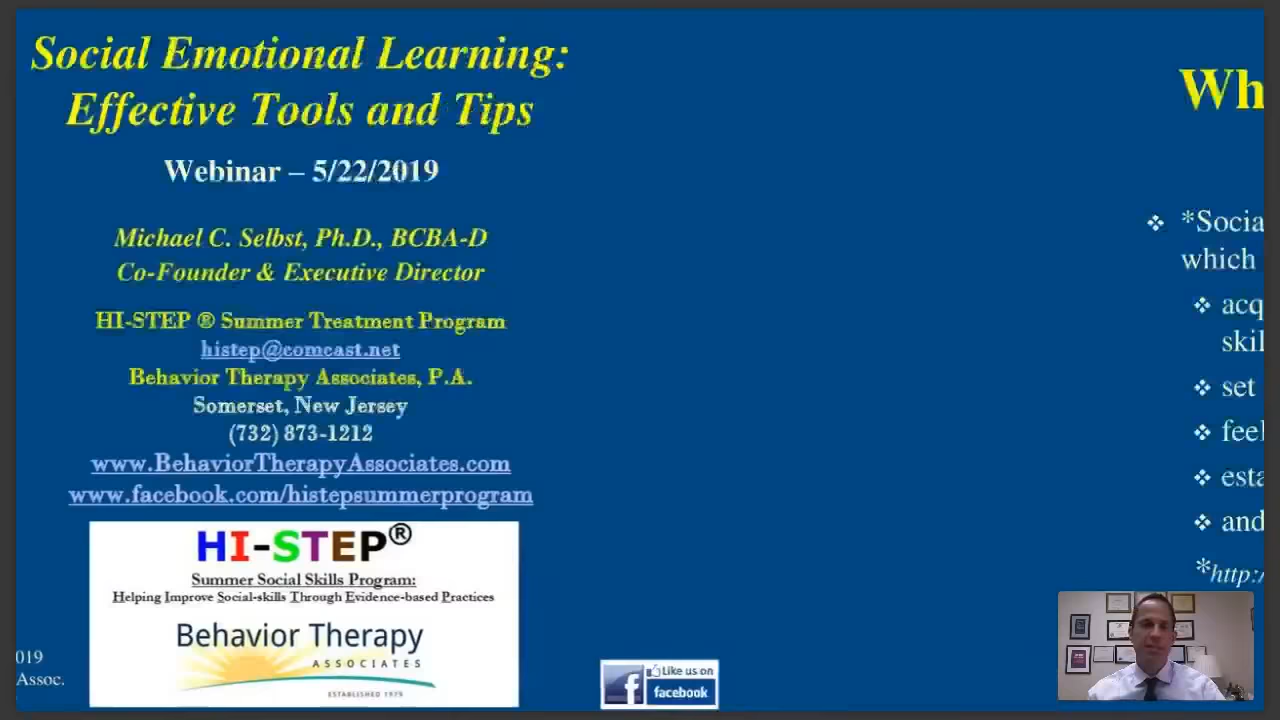 Social Emotional Learning:
Effective Tools and Tips
Webinar – 5/22/2019
Michael C. Selbst, Ph.D., BCBA-D
Co-Founder & Executive Director
HI-STEP ® Summer Treatment Program
histep@comcast.net
Behavior Therapy Associates, P.A.
Somerset, New Jersey
(732) 873-1212
www.BehaviorTherapyAssociates.com
www.facebook.com/histepsummerprogram
HI-STEP®
Summer Social Skills Program:
Helping Improve Social-skills Through Evidence-based Practices
Behavior Therapy
ASSOCIATES
ESTABLISHED 1979
019
Assoc.
Like us on
facebook
Wh
❖ *Socia
which
❖ acq
skil
❖ set
❖ feel
❖ esta
❖ and
*http:/